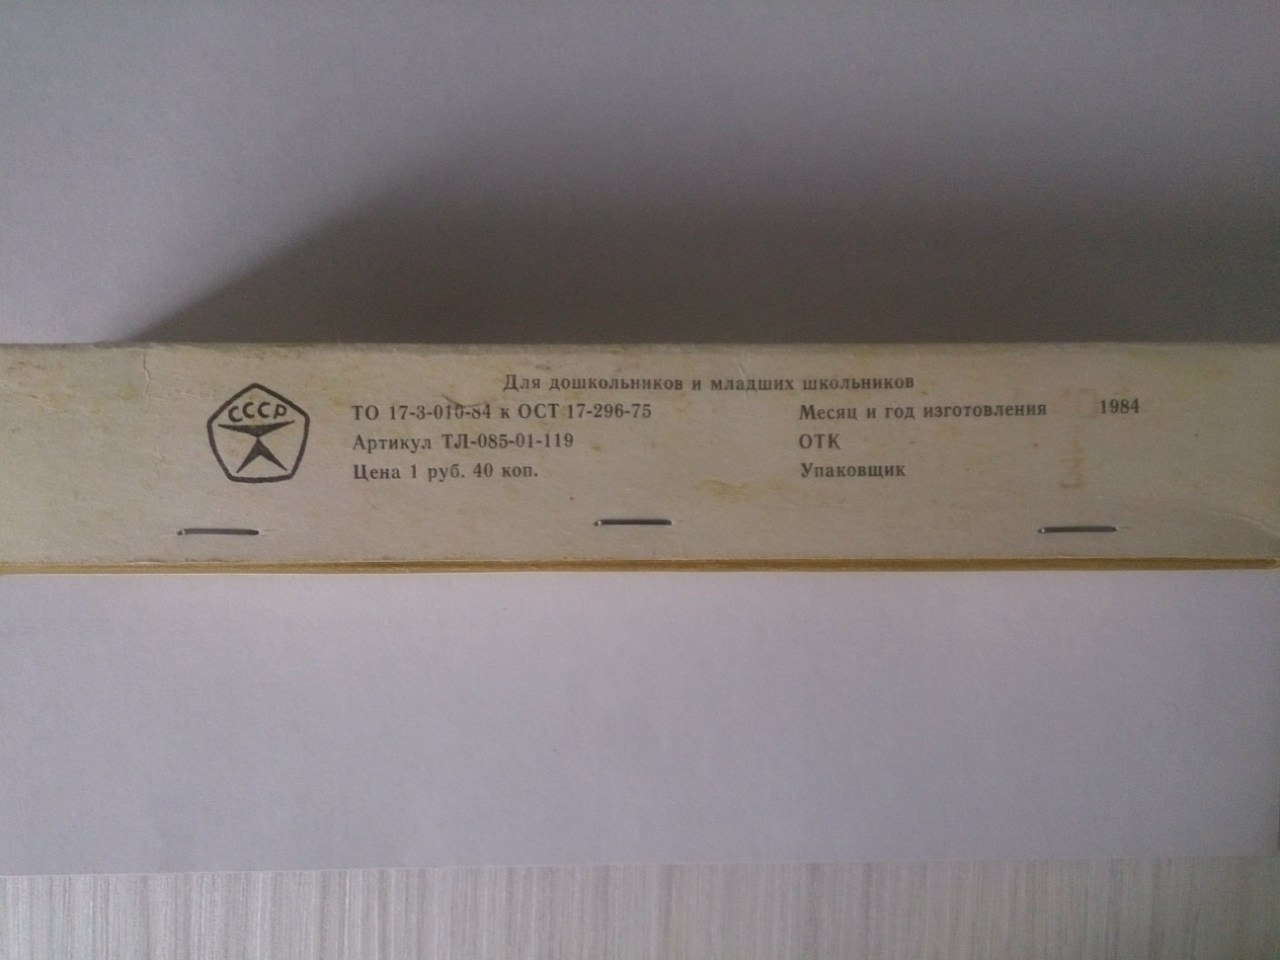 Для дошкольников и младших школьников
СССР
ТО 17-3-010-84 к ОСТ 17-296-75
Артикул ТЛ-085-01-119
Цена 1 руб. 40 коп.
Месяц и год изготовления 1984
ОТК
Упаковщик